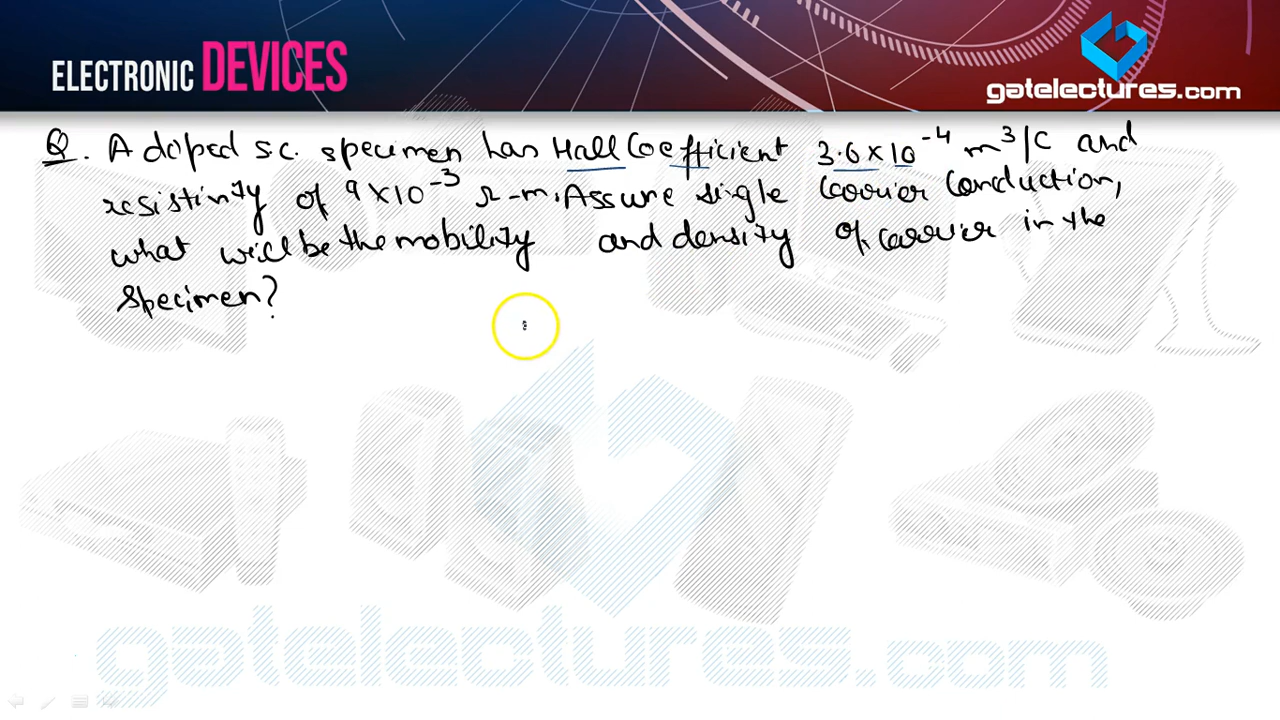 ELECTRONIC DEVICES
gatelectures.com
Q. A doped s.c. specimen has Hall Coefficient 3.6 x 10⁻⁴ m³/C and
resistivity of 9 x 10⁻³ Ω-m. Assume single carrier Conduction,
what will be the mobility and density of carrier in the
specimen?
gatelectures.com